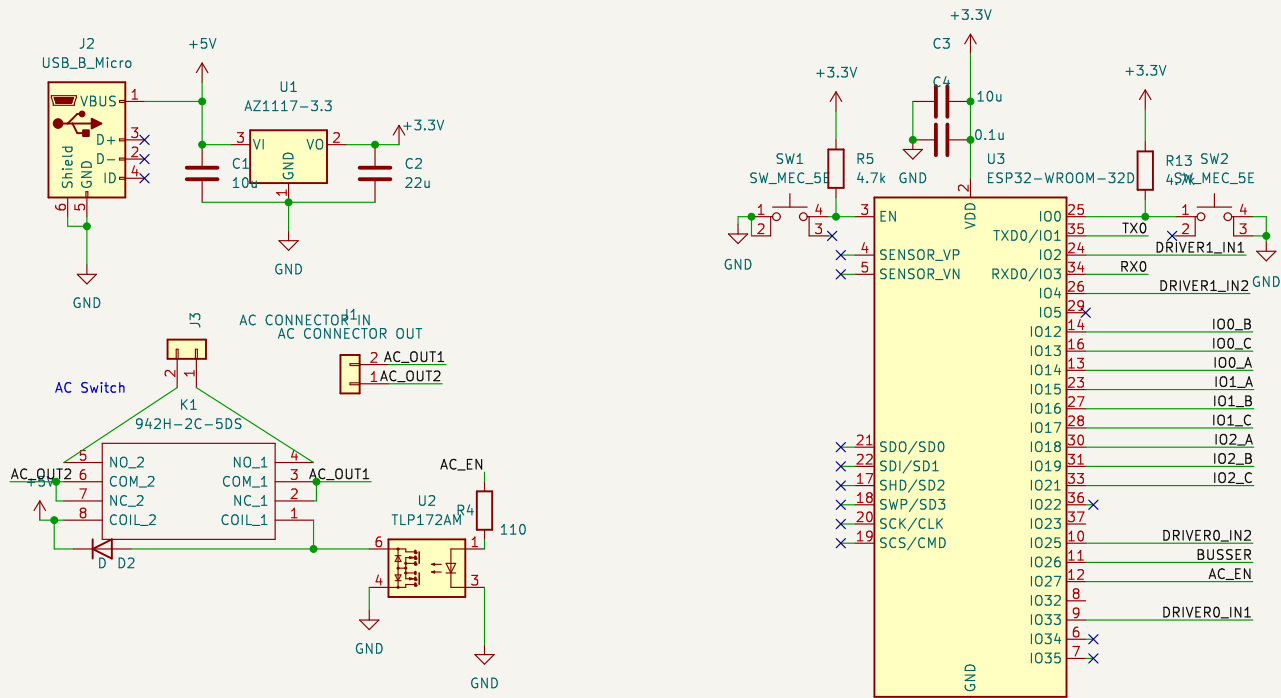 J2
USB_B_Micro
VBUS 1
D+ 3
D- 2
ID 4
Shield
GND
6
5
GND
+5V
U1
AZ1117-3.3
3 VI
VO 2
GND
1
C1
10u
C2
22u
+3.3V
GND
J3
AC CONNECTOR IN
2
1
J1
AC CONNECTOR OUT
2 AC_OUT1
1 AC_OUT2
AC Switch
K1
942H-2C-5DS
5 NO_2
6 COM_2
7 NC_2
8 COIL_2
NO_1 4
COM_1 3
NC_1 2
COIL_1 1
AC_OUT2
AC_OUT1
+5V
D D2
AC_EN
R4
110
U2
TLP172AM
6
4
1
3
GND
GND
+3.3V
C3
C4
10u
0.1u
GND
+3.3V
R5
4.7k
SW1
SW_MEC_5E
1
2
4
3
GND
+3.3V
R13
4.7k
SW2
SW_MEC_5E
1
2
4
3
GND
U3
ESP32-WROOM-32D
2
VDD
3 EN
4 SENSOR_VP
5 SENSOR_VN
21 SDO/SD0
22 SDI/SD1
17 SHD/SD2
18 SWP/SD3
20 SCK/CLK
19 SCS/CMD
GND
IO0 25
TXD0/IO1 35 TX0
IO2 24 DRIVER1_IN1
RXD0/IO3 34 RX0
IO4 26 DRIVER1_IN2
IO5 29
IO12 14 IO0_B
IO13 16 IO0_C
IO14 13 IO0_A
IO15 23 IO1_A
IO16 27 IO1_B
IO17 28 IO1_C
IO18 30 IO2_A
IO19 31 IO2_B
IO21 33 IO2_C
IO22 36
IO23 37
IO25 10 DRIVER0_IN2
IO26 11 BUSSER
IO27 12 AC_EN
IO32 8
IO33 9 DRIVER0_IN1
IO34 6
IO35 7